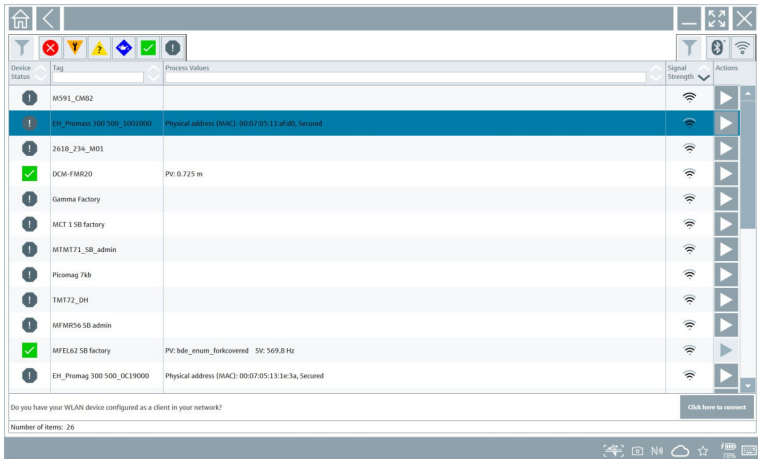 Device Status
Tag
Process Values
Signal Strength
Actions
M591_CM82
EH_Promass 300 500_1002000 Physical address (MAC): 00:07:05:11:af:d0, Secured
2618_234_M01
DCM-FMR20 PV: 0.725 m
Gamma Factory
MCT 1 SB factory
MTMT71_SB_admin
Picomag 7kb
TMT72_DH
MFMR56 SB admin
MFEL62 SB factory PV: bde_enum_forkcovered SV: 569.8 Hz
EH_Promag 300 500_0C19000 Physical address (MAC): 00:07:05:13:1e:3a, Secured
Do you have your WLAN device configured as a client in your network? Click here to connect
Number of items: 26
78%